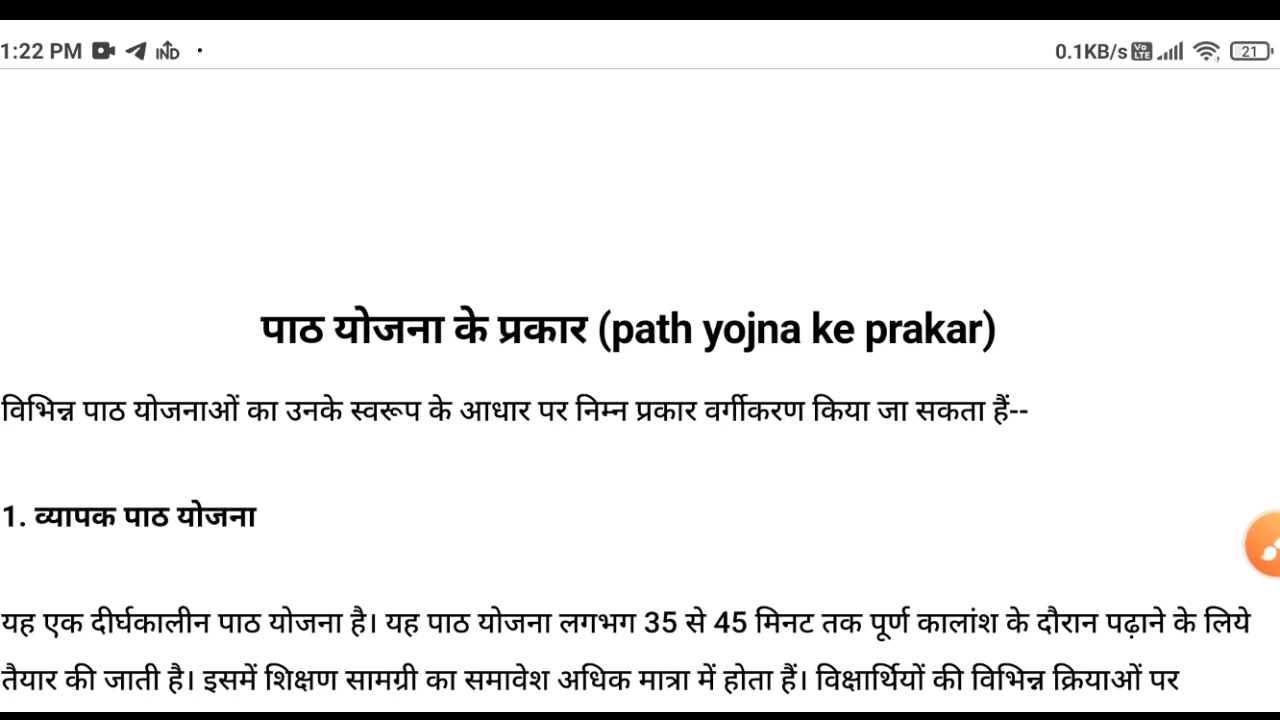 1:22 PM IND 0.1KB/s Vo LTE 21
पाठ योजना के प्रकार (path yojna ke prakar)
विभिन्न पाठ योजनाओं का उनके स्वरूप के आधार पर निम्न प्रकार वर्गीकरण किया जा सकता हैं--
1. व्यापक पाठ योजना
यह एक दीर्घकालीन पाठ योजना है। यह पाठ योजना लगभग 35 से 45 मिनट तक पूर्ण कालांश के दौरान पढ़ाने के लिये
तैयार की जाती है। इसमें शिक्षण सामग्री का समावेश अधिक मात्रा में होता हैं। विक्षार्थियों की विभिन्न क्रियाओं पर